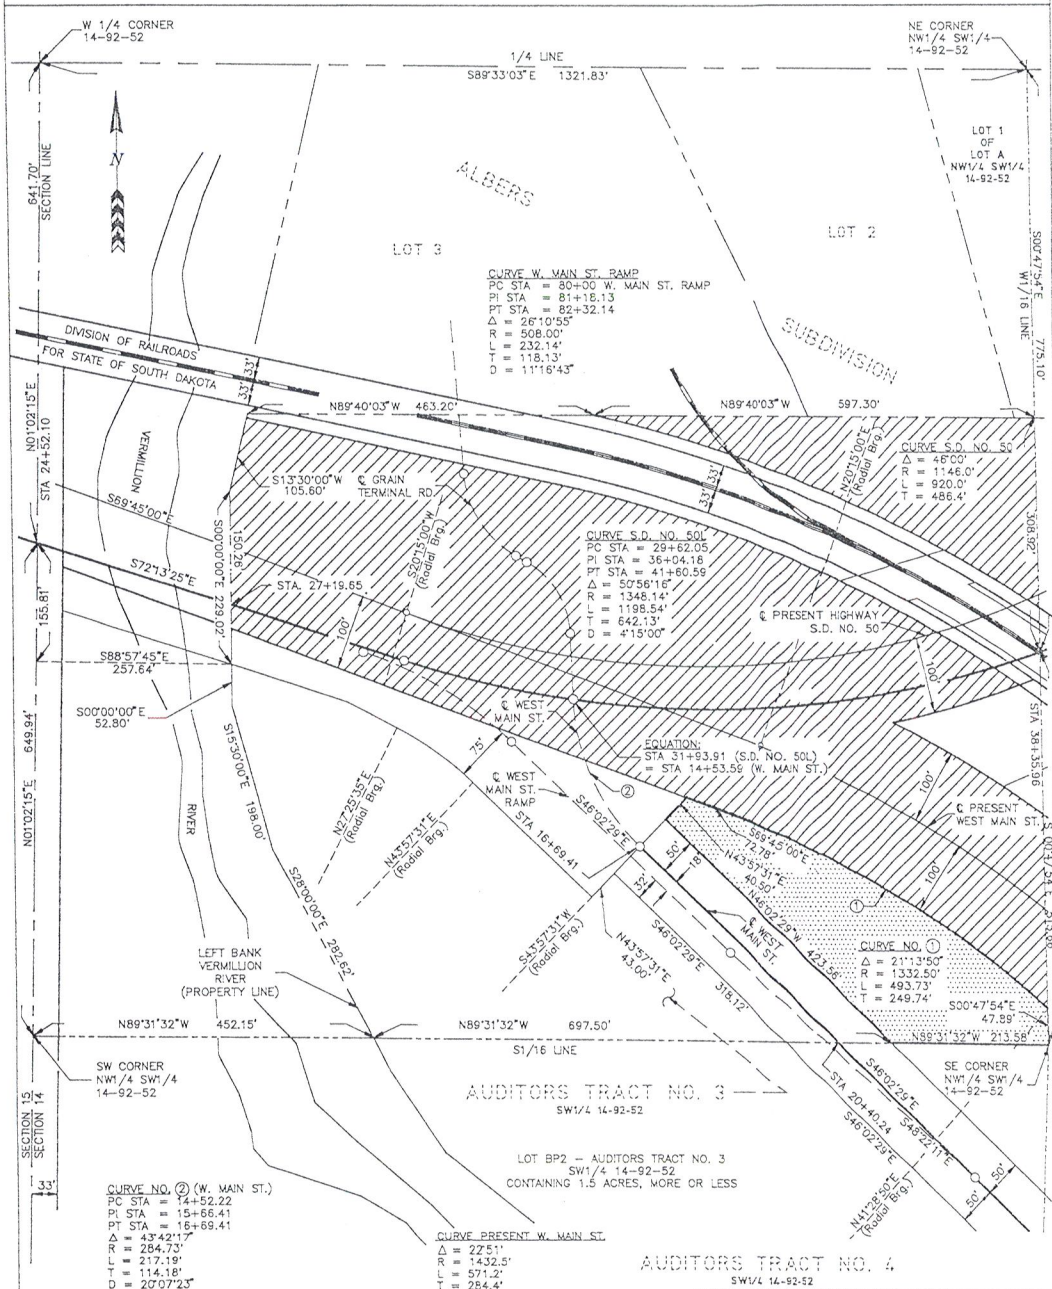 W 1/4 CORNER
14-92-52
NE CORNER
NW1/4 SW1/4
14-92-52
1/4 LINE
S89°33'03"E 1321.83'
641.70'
SECTION LINE
N
ALBERS
LOT 1
OF
LOT A
NW1/4 SW1/4
14-92-52
LOT 3
LOT 2
S00°47'54"E
W1/16 LINE
775.10'
CURVE W. MAIN ST. RAMP
PC STA = 80+00 W. MAIN ST. RAMP
PI STA = 81+18.13
PT STA = 82+32.14
Δ = 26°10'55"
R = 508.00'
L = 232.14'
T = 118.13'
D = 11°16'43"
SUBDIVISION
DIVISION OF RAILROADS
FOR STATE OF SOUTH DAKOTA
33' 33'
N89°40'03"W 463.20'
N89°40'03"W 597.30'
N01°02'15"E
STA 24+52.10
VERMILLION
S13°30'00"W
105.60'
℄ GRAIN
TERMINAL RD.
N20°15'00"E
(Radial Brg.)
CURVE S.D. NO. 50
Δ = 46°00'
R = 1146.0'
L = 920.0'
T = 486.4'
33' 33'
308.92'
S69°45'00"E
S20°15'00"W
(Radial Brg.)
CURVE S.D. NO. 50L
PC STA = 29+62.05
PI STA = 36+04.18
PT STA = 41+60.59
Δ = 50°56'16"
R = 1348.14'
L = 1198.54'
T = 642.13'
D = 4°15'00"
150.28'
S00°00'00"E 229.02'
S72°13'25"E
STA. 27+19.65
155.81'
100'
℄ PRESENT HIGHWAY
S.D. NO. 50
100'
S88°57'45"E
257.64'
S00°00'00"E
52.80'
℄ WEST
MAIN ST.
STA 38+35.96
649.94'
N01°02'15"E
S15°30'00"E 198.00'
75'
EQUATION:
STA 31+93.91 (S.D. NO. 50L)
= STA 14+53.59 (W. MAIN ST.)
℄ WEST
MAIN ST.
RAMP
②
100'
℄ PRESENT
WEST MAIN ST.
RIVER
N27°25'35"E
(Radial Brg.)
N43°57'31"E
(Radial Brg.)
S46°02'29"E
STA 16+69.41
S69°45'00"E
72.78'
N43°57'31"E
40.50'
50'
18'
32'
100'
S28°00'00"E 282.62'
N46°02'29"W 423.56'
℄ WEST
MAIN ST.
①
S43°57'31"W
(Radial Brg.)
N43°57'31"E
43.00'
S46°02'29"E 318.12'
LEFT BANK
VERMILLION
RIVER
(PROPERTY LINE)
CURVE NO. ①
Δ = 21°13'50"
R = 1332.50'
L = 493.73'
T = 249.74'
S00°47'54"E
47.89'
N89°31'32"W 452.15'
N89°31'32"W 697.50'
N89°31'32"W 213.58'
S1/16 LINE
SW CORNER
NW1/4 SW1/4
14-92-52
SE CORNER
NW1/4 SW1/4
14-92-52
AUDITORS TRACT NO. 3
SW1/4 14-92-52
SECTION 15
SECTION 14
STA 20+40.24
S46°02'29"E
S46°02'29"E
S48°22'11"E
LOT BP2 - AUDITORS TRACT NO. 3
SW1/4 14-92-52
CONTAINING 1.5 ACRES, MORE OR LESS
33'
50'
50'
N41°28'50"E
(Radial Brg.)
CURVE NO. ② (W. MAIN ST.)
PC STA = 14+52.22
PI STA = 15+66.41
PT STA = 16+69.41
Δ = 43°42'17"
R = 284.73'
L = 217.19'
T = 114.18'
D = 20°07'23"
CURVE PRESENT W. MAIN ST.
Δ = 22°51'
R = 1432.5'
L = 571.2'
T = 284.4'
AUDITORS TRACT NO. 4
SW1/4 14-92-52